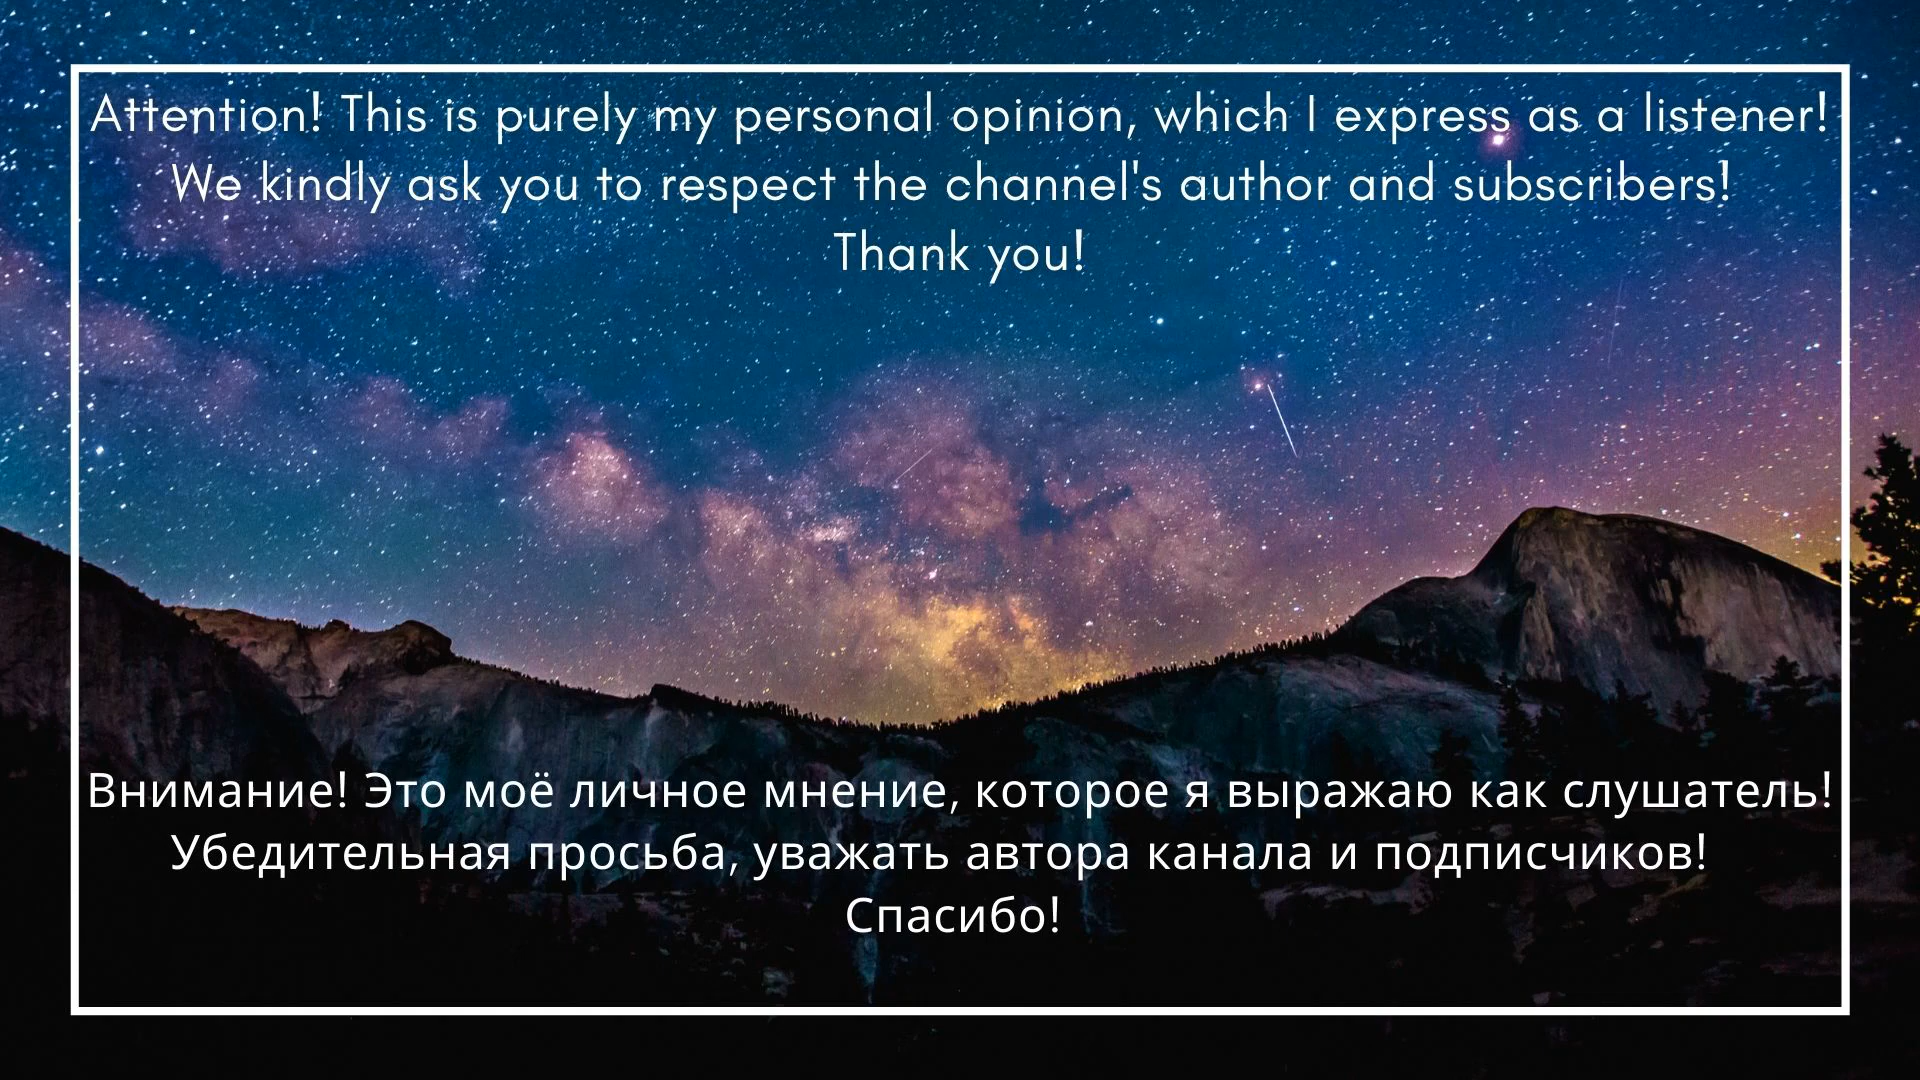 Attention! This is purely my personal opinion, which I express as a listener!
We kindly ask you to respect the channel's author and subscribers!
Thank you!
Внимание! Это моё личное мнение, которое я выражаю как слушатель!
Убедительная просьба, уважать автора канала и подписчиков!
Спасибо!